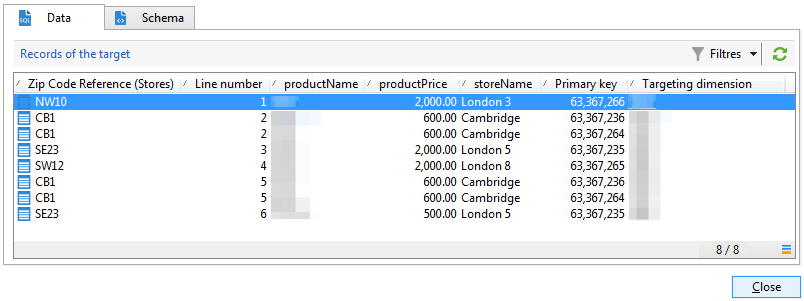 SQL Data Schema
Records of the target Filtres
Zip Code Reference (Stores) Line number productName productPrice storeName Primary key Targeting dimension
NW10 1 2,000.00 London 3 63,367,266
CB1 2 600.00 Cambridge 63,367,236
CB1 2 600.00 Cambridge 63,367,264
SE23 3 2,000.00 London 5 63,367,235
SW12 4 2,000.00 London 8 63,367,265
CB1 5 600.00 Cambridge 63,367,236
CB1 5 600.00 Cambridge 63,367,264
SE23 6 500.00 London 5 63,367,235
8 / 8
Close